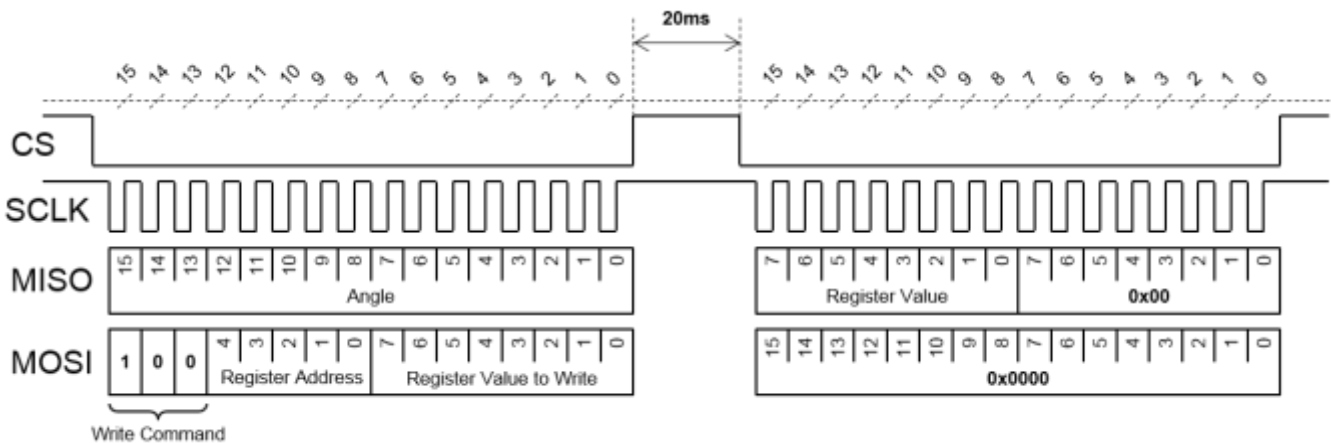 20ms
15 14 13 12 11 10 9 8 7 6 5 4 3 2 1 0 15 14 13 12 11 10 9 8 7 6 5 4 3 2 1 0
CS
SCLK
MISO 15 14 13 12 11 10 9 8 7 6 5 4 3 2 1 0 7 6 5 4 3 2 1 0 7 6 5 4 3 2 1 0
Angle Register Value 0x00
MOSI 1 0 0 4 3 2 1 0 7 6 5 4 3 2 1 0 15 14 13 12 11 10 9 8 7 6 5 4 3 2 1 0
Register Address Register Value to Write 0x0000
Write Command